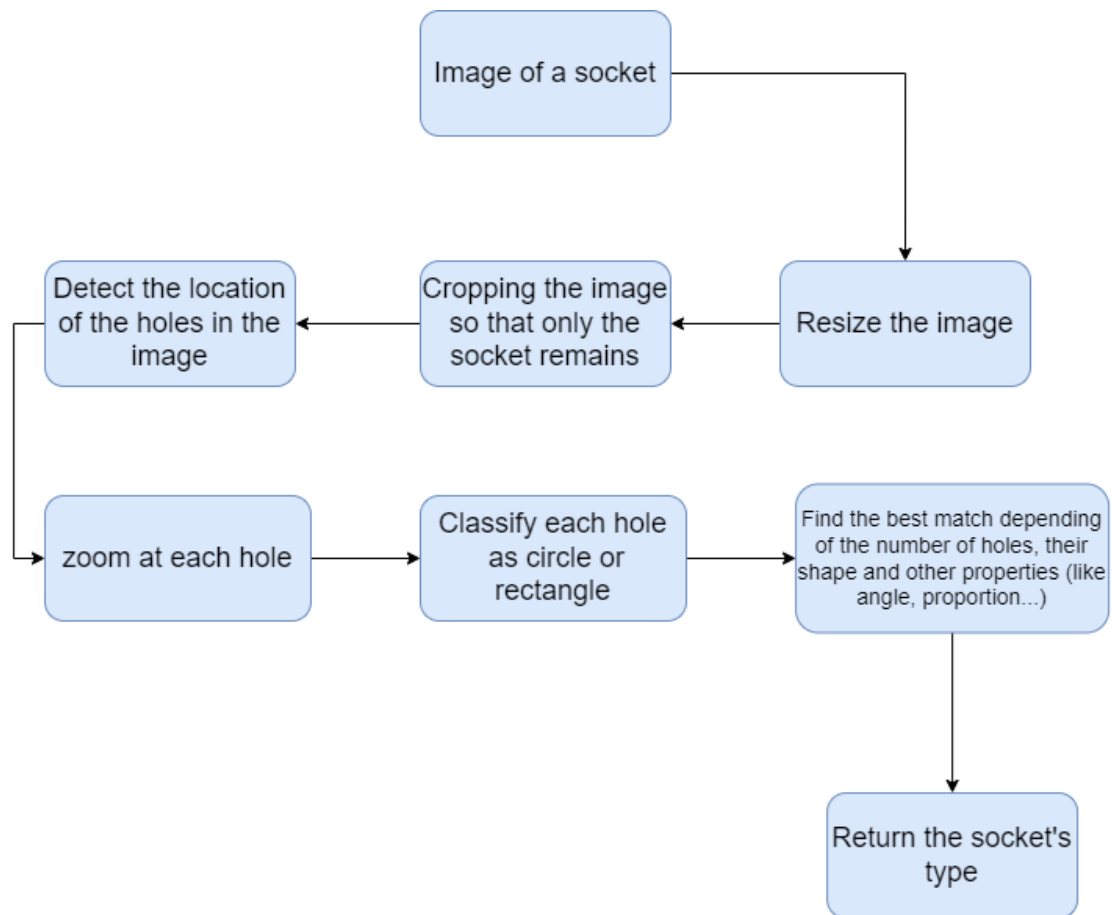 Image of a socket
Resize the image
Cropping the image
so that only the
socket remains
Detect the location
of the holes in the
image
zoom at each hole
Classify each hole
as circle or
rectangle
Find the best match depending
of the number of holes, their
shape and other properties (like
angle, proportion...)
Return the socket's
type